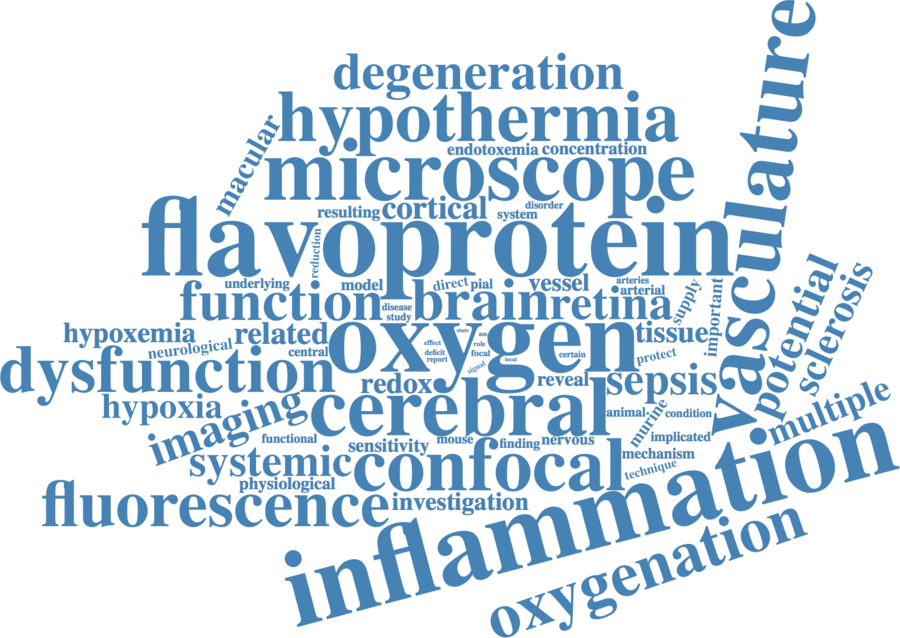 degeneration
hypothermia
macular
endotoxemia
concentration
microscope
vasculature
resulting
cortical
system
disorder
flavoprotein
reduction
underlying
model
direct
pial
vessel
arteries
arterial
supply
important
potential
sclerosis
function
disease
study
brain
retina
hypoxemia
related
neurological
central
oxygen
effect
deficit
report
stats
am
role
focal
signal
local
certain
tissue
protect
dysfunction
redox
reveal
sepsis
hypoxia
imaging
cerebral
animal
murine
condition
multiple
functional
sensitivity
mouse
finding
nervous
implicated
mechanism
technique
systemic
confocal
physiological
fluorescence
investigation
inflammation
oxygenation